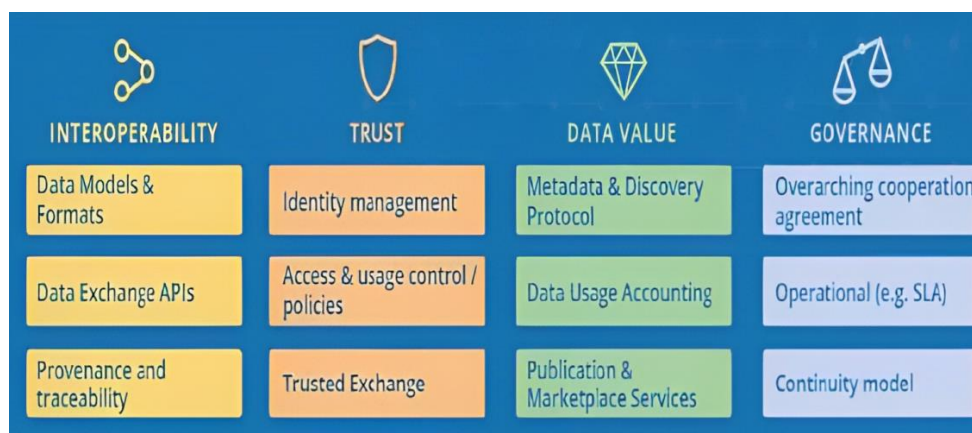 INTEROPERABILITY
TRUST
DATA VALUE
GOVERNANCE
Data Models &
Formats
Identity management
Metadata & Discovery
Protocol
Overarching cooperation
agreement
Data Exchange APIs
Access & usage control /
policies
Data Usage Accounting
Operational (e.g. SLA)
Provenance and
traceability
Trusted Exchange
Publication &
Marketplace Services
Continuity model